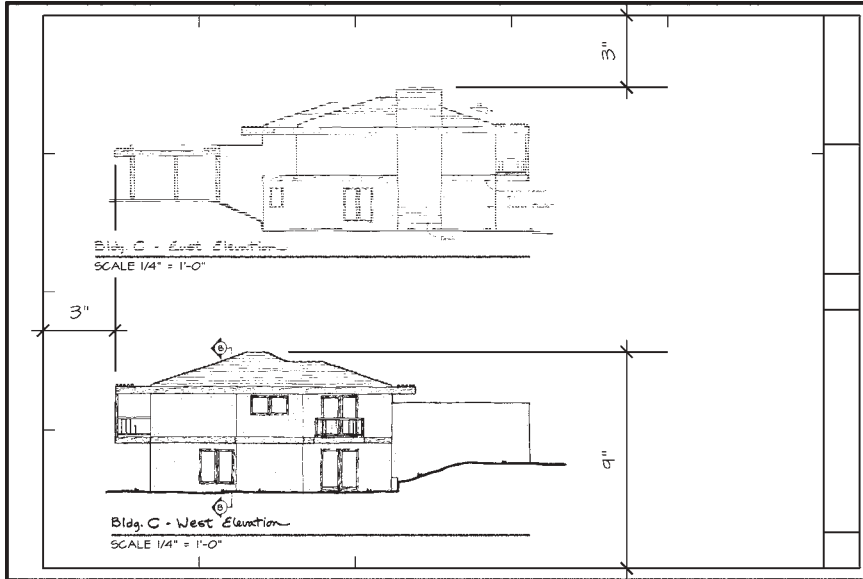 3"
Bldg. C - East Elevation
SCALE 1/4" = 1'-0"
3"
B
9"
B
Bldg. C - West Elevation
SCALE 1/4" = 1'-0"